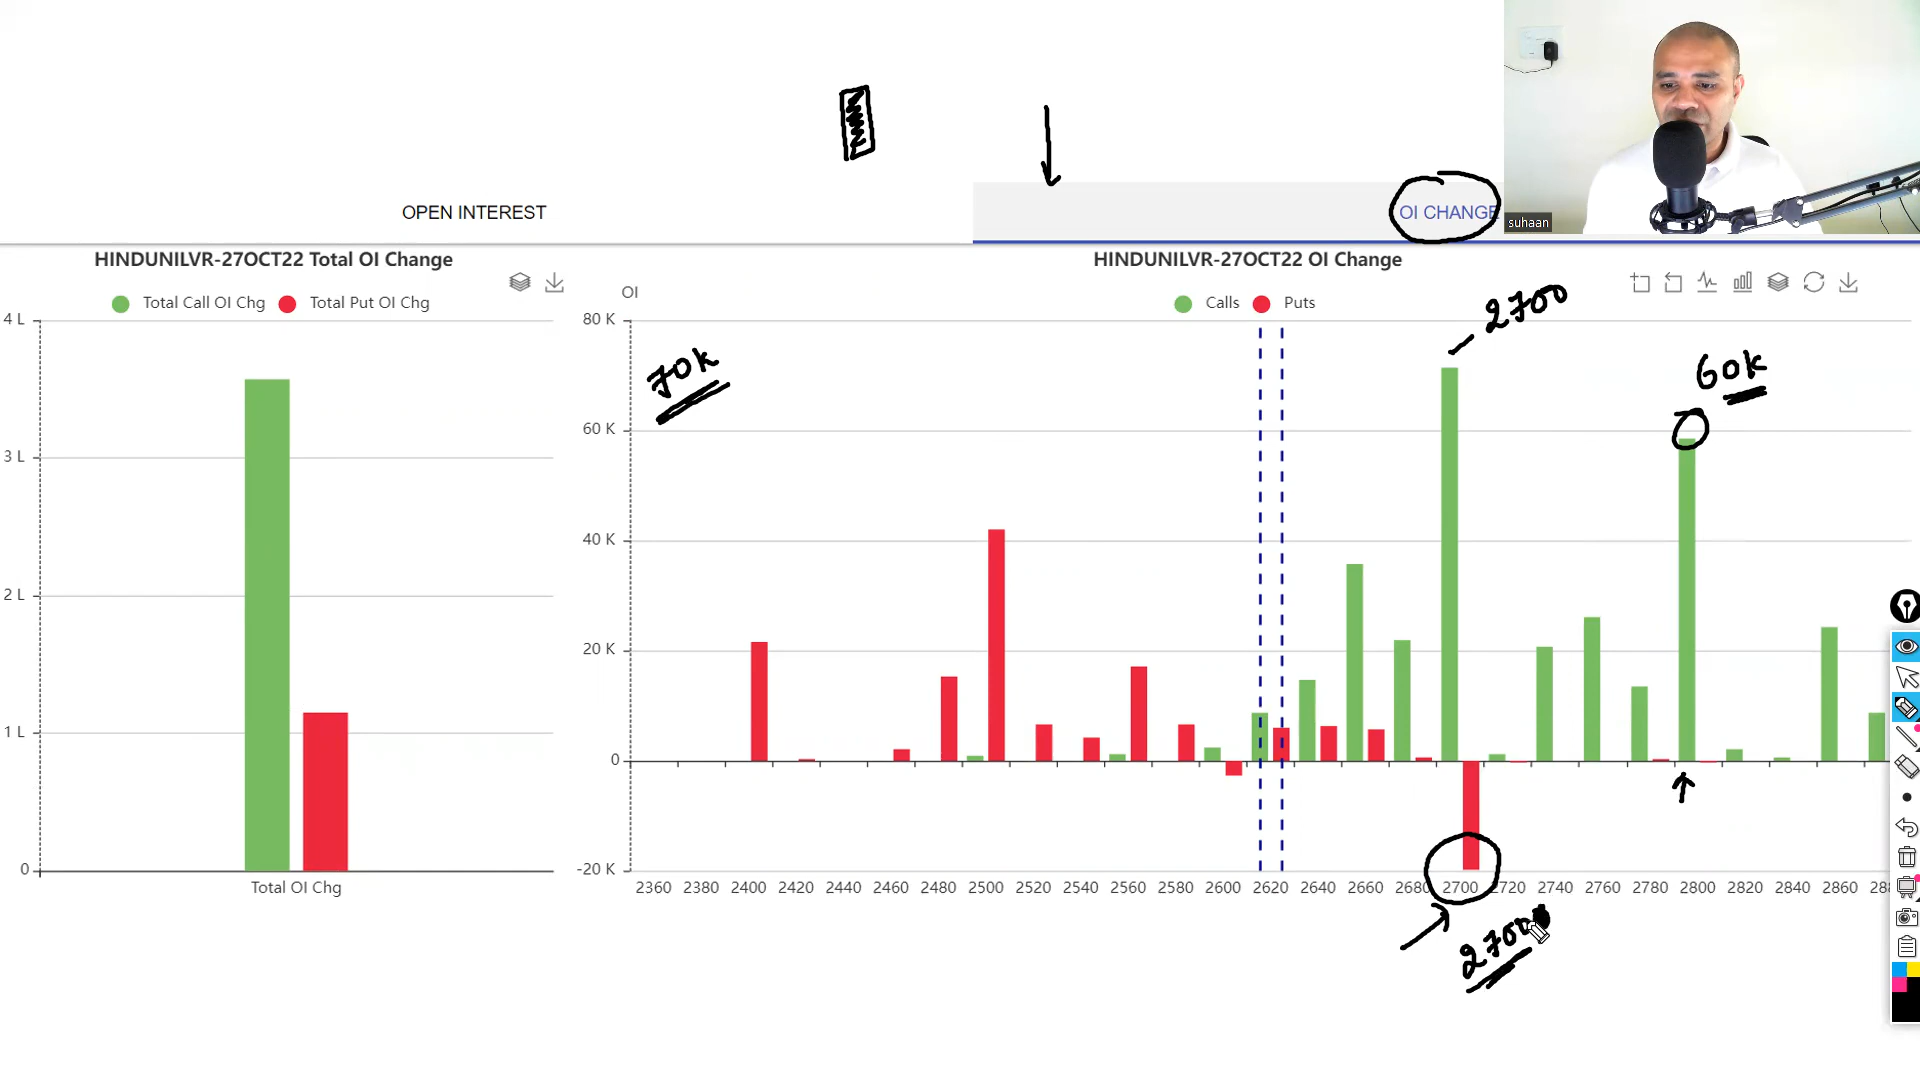 OPEN INTEREST
OI CHANGE
suhaan
HINDUNILVR-27OCT22 Total OI Change
Total Call OI Chg Total Put OI Chg
4 L
3 L
2 L
1 L
0
Total OI Chg
HINDUNILVR-27OCT22 OI Change
OI
Calls Puts
2700
80 K
70K
60K
60 K
40 K
20 K
0
-20 K
2360 2380 2400 2420 2440 2460 2480 2500 2520 2540 2560 2580 2600 2620 2640 2660 2680 2700 2720 2740 2760 2780 2800 2820 2840 2860
2700